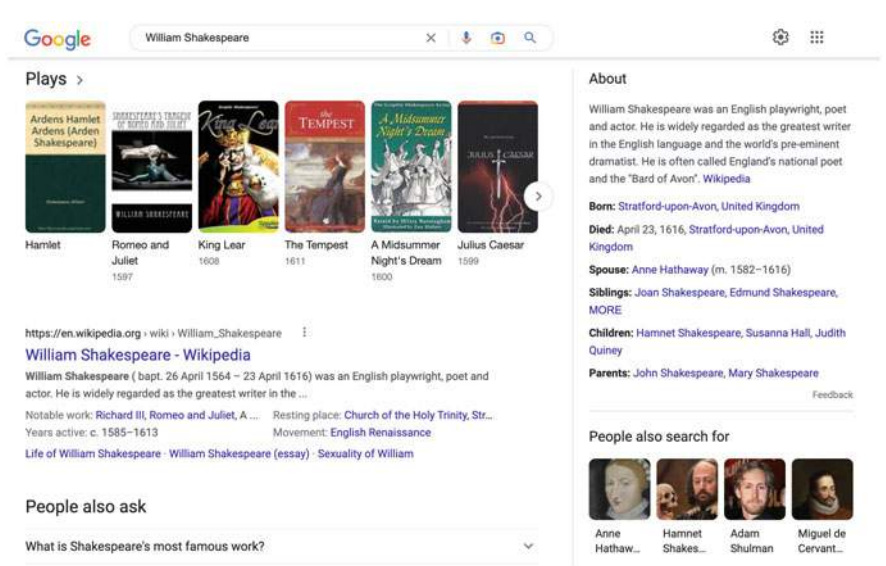 Google
William Shakespeare
Plays
Ardens Hamlet
Ardens (Arden
Shakespeare)
SHAKESPEARE'S TRAGEDY
OF ROMEO AND JULIET
WILLIAM SHAKESPEARE
King Lear
the
TEMPEST
A Midsummer
Night's Dream
JULIUS CAESAR
Hamlet
Romeo and
Juliet
1597
King Lear
1608
The Tempest
1611
A Midsummer
Night's Dream
1600
Julius Caesar
1599
https://en.wikipedia.org › wiki › William_Shakespeare
William Shakespeare - Wikipedia
William Shakespeare ( bapt. 26 April 1564 – 23 April 1616) was an English playwright, poet and
actor. He is widely regarded as the greatest writer in the ...
Notable work: Richard III, Romeo and Juliet, A ... Resting place: Church of the Holy Trinity, Str...
Years active: c. 1585–1613 Movement: English Renaissance
Life of William Shakespeare · William Shakespeare (essay) · Sexuality of William
People also ask
What is Shakespeare's most famous work?
About
William Shakespeare was an English playwright, poet
and actor. He is widely regarded as the greatest writer
in the English language and the world's pre-eminent
dramatist. He is often called England's national poet
and the "Bard of Avon". Wikipedia
Born: Stratford-upon-Avon, United Kingdom
Died: April 23, 1616, Stratford-upon-Avon, United
Kingdom
Spouse: Anne Hathaway (m. 1582–1616)
Siblings: Joan Shakespeare, Edmund Shakespeare,
MORE
Children: Hamnet Shakespeare, Susanna Hall, Judith
Quiney
Parents: John Shakespeare, Mary Shakespeare
Feedback
People also search for
Anne
Hathaw...
Hamnet
Shakes...
Adam
Shulman
Miguel de
Cervant...